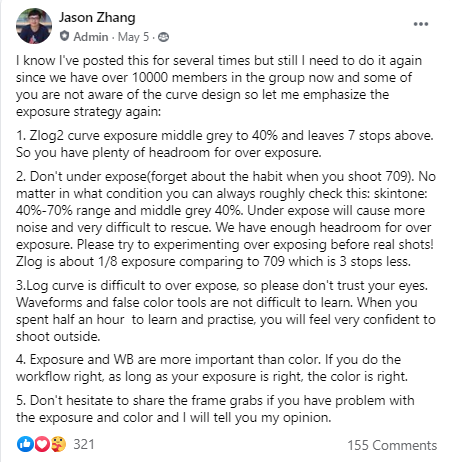 Jason Zhang
Admin · May 5 ·
I know I've posted this for several times but still I need to do it again
since we have over 10000 members in the group now and some of
you are not aware of the curve design so let me emphasize the
exposure strategy again:
1. Zlog2 curve exposure middle grey to 40% and leaves 7 stops above.
So you have plenty of headroom for over exposure.
2. Don't under expose(forget about the habit when you shoot 709). No
matter in what condition you can always roughly check this: skintone:
40%-70% range and middle grey 40%. Under expose will cause more
noise and very difficult to rescue. We have enough headroom for over
exposure. Please try to experimenting over exposing before real shots!
Zlog is about 1/8 exposure comparing to 709 which is 3 stops less.
3.Log curve is difficult to over expose, so please don't trust your eyes.
Waveforms and false color tools are not difficult to learn. When you
spent half an hour  to learn and practise, you will feel very confident to
shoot outside.
4. Exposure and WB are more important than color. If you do the
workflow right, as long as your exposure is right, the color is right.
5. Don't hesitate to share the frame grabs if you have problem with
the exposure and color and I will tell you my opinion.
321
155 Comments